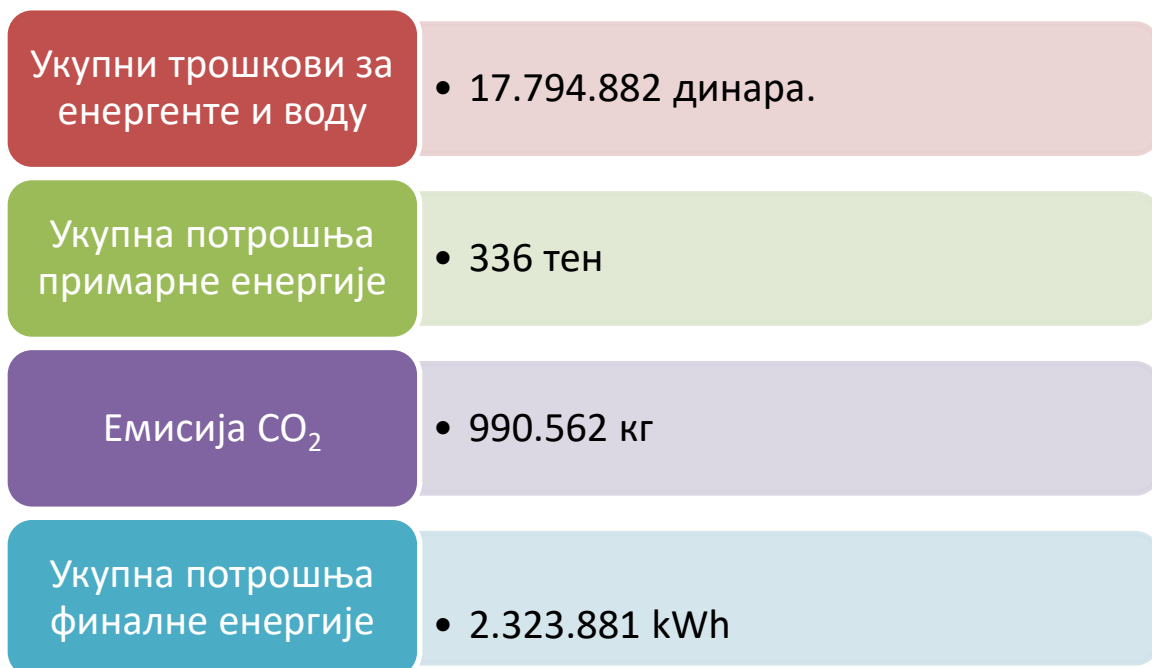 Укупни трошкови за
енергенте и воду
• 17.794.882 динара.
Укупна потрошња
примарне енергије
• 336 тен
Емисија CO₂
• 990.562 кг
Укупна потрошња
финалне енергије
• 2.323.881 kWh